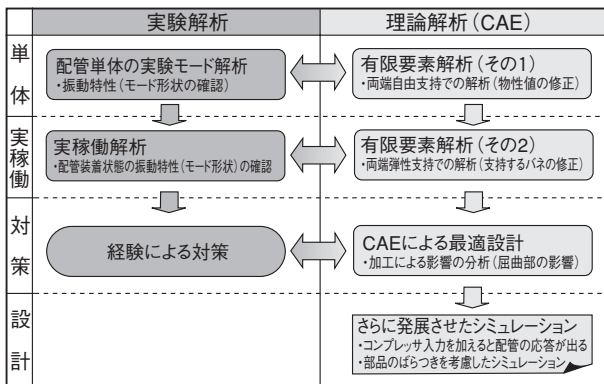 実験解析
理論解析(CAE)
単体
配管単体の実験モード解析
・振動特性(モード形状の確認)
有限要素解析(その1)
・両端自由支持での解析(物性値の修正)
実稼働
実稼働解析
・配管装着状態の振動特性(モード形状)の確認
有限要素解析(その2)
・両端弾性支持での解析(支持するバネの修正)
対策
経験による対策
CAEによる最適設計
・加工による影響の分析(屈曲部の影響)
設計
さらに発展させたシミュレーション
・コンプレッサ入力を加えると配管の応答が出る
・部品のばらつきを考慮したシミュレーション